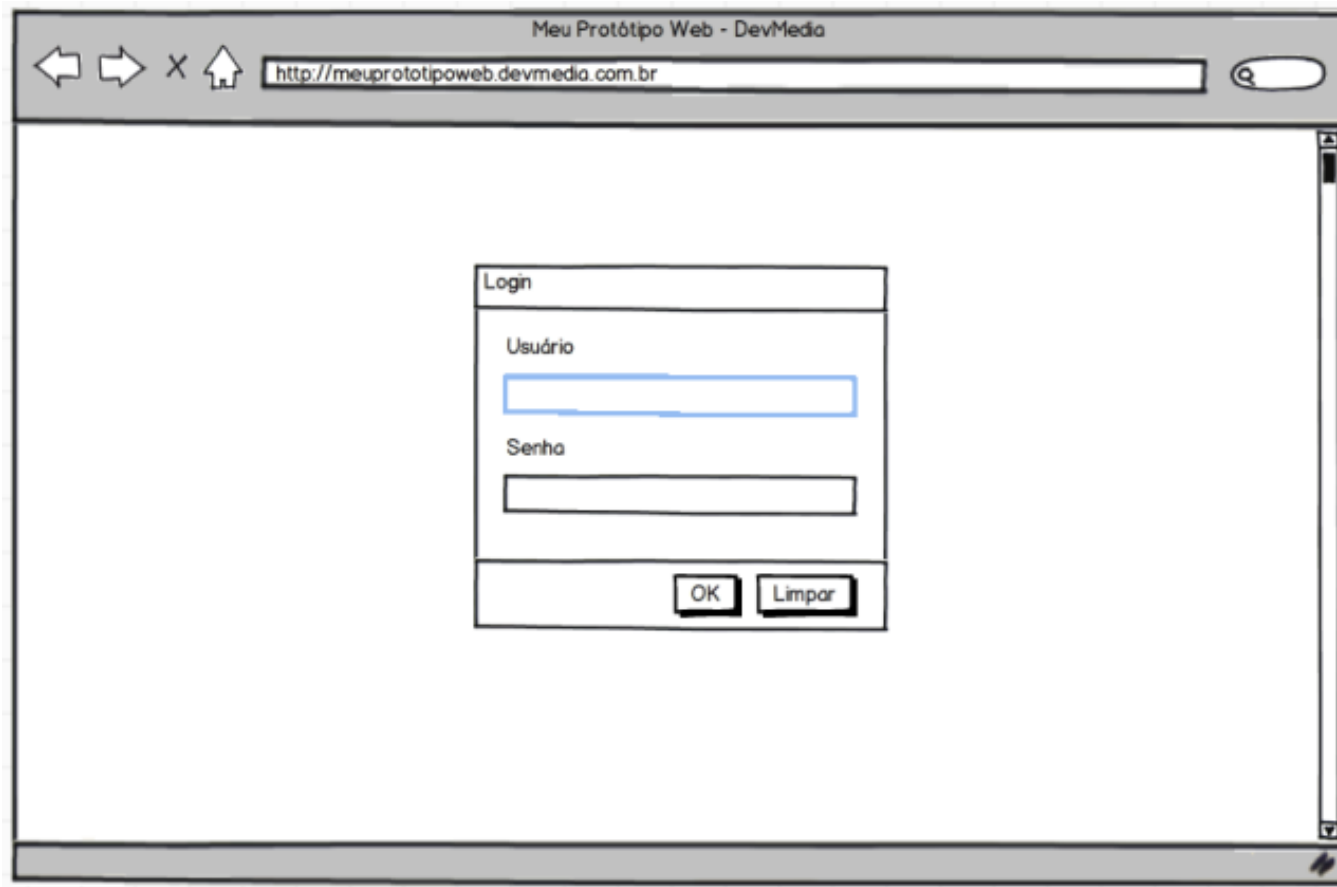 Meu Protótipo Web - DevMedia
http://meuprototipoweb.devmedia.com.br
Login
Usuário
Senha
OK Limpar